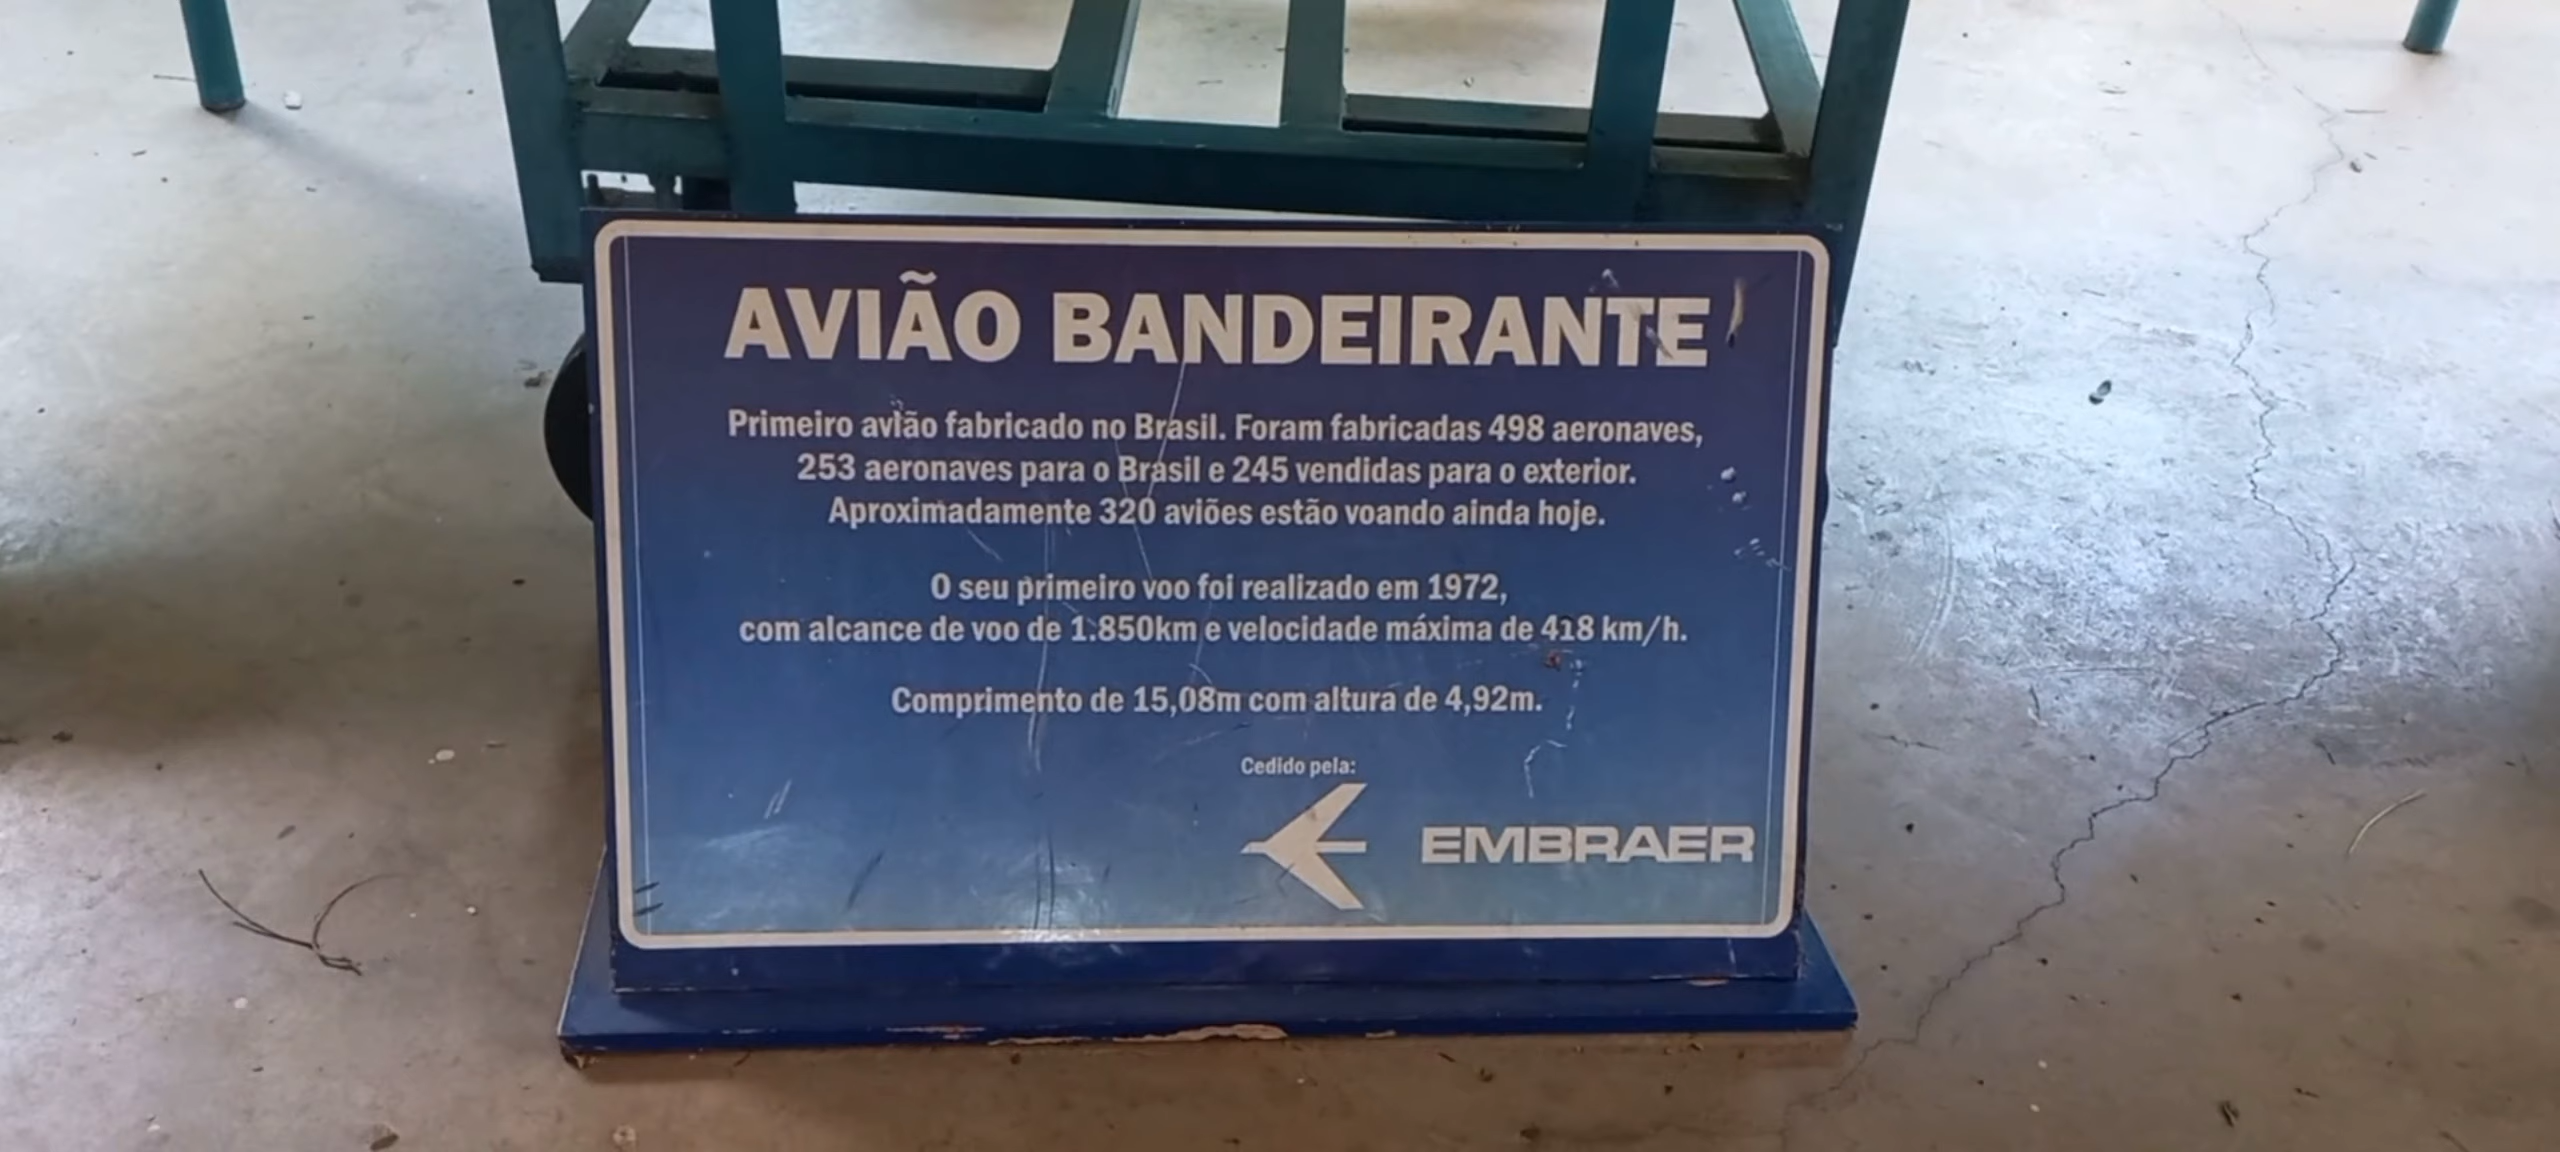 AVIÃO BANDEIRANTE
Primeiro avião fabricado no Brasil. Foram fabricadas 498 aeronaves,
253 aeronaves para o Brasil e 245 vendidas para o exterior.
Aproximadamente 320 aviões estão voando ainda hoje.
O seu primeiro voo foi realizado em 1972,
com alcance de voo de 1.850km e velocidade máxima de 418 km/h.
Comprimento de 15,08m com altura de 4,92m.
Cedido pela:
EMBRAER